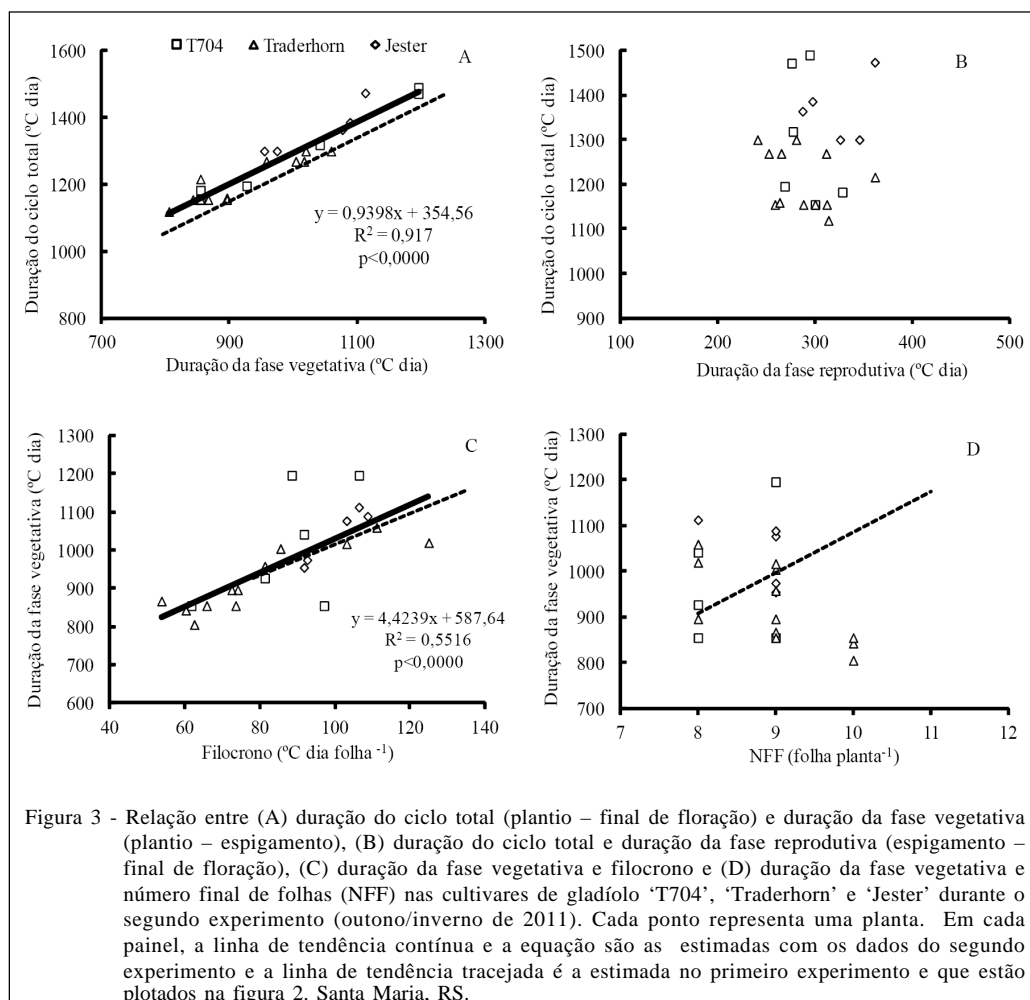 T704 Traderhorn Jester
A
Duração do ciclo total (ºC dia)
1600
1400
1200
1000
800
y = 0,9398x + 354,56
R² = 0,917
p<0,0000
700 900 1100 1300
Duração da fase vegetativa (ºC dia)
B
Duração do ciclo total (ºC dia)
1500
1400
1300
1200
1100
1000
900
100 200 300 400 500
Duração da fase reprodutiva (ºC dia)
C
Duração da fase vegetativa (ºC dia)
1300
1200
1100
1000
900
800
700
600
y = 4,4239x + 587,64
R² = 0,5516
p<0,0000
40 60 80 100 120 140
Filocrono (ºC dia folha ⁻¹)
D
Duração da fase vegetativa (ºC dia)
1300
1200
1100
1000
900
800
700
7 8 9 10 11 12
NFF (folha planta⁻¹)
Figura 3 - Relação entre (A) duração do ciclo total (plantio – final de floração) e duração da fase vegetativa
(plantio – espigamento), (B) duração do ciclo total e duração da fase reprodutiva (espigamento –
final de floração), (C) duração da fase vegetativa e filocrono e (D) duração da fase vegetativa e
número final de folhas (NFF) nas cultivares de gladíolo ‘T704’, ‘Traderhorn’ e ‘Jester’ durante o
segundo experimento (outono/inverno de 2011). Cada ponto representa uma planta. Em cada
painel, a linha de tendência contínua e a equação são as estimadas com os dados do segundo
experimento e a linha de tendência tracejada é a estimada no primeiro experimento e que estão
plotados na figura 2. Santa Maria, RS.